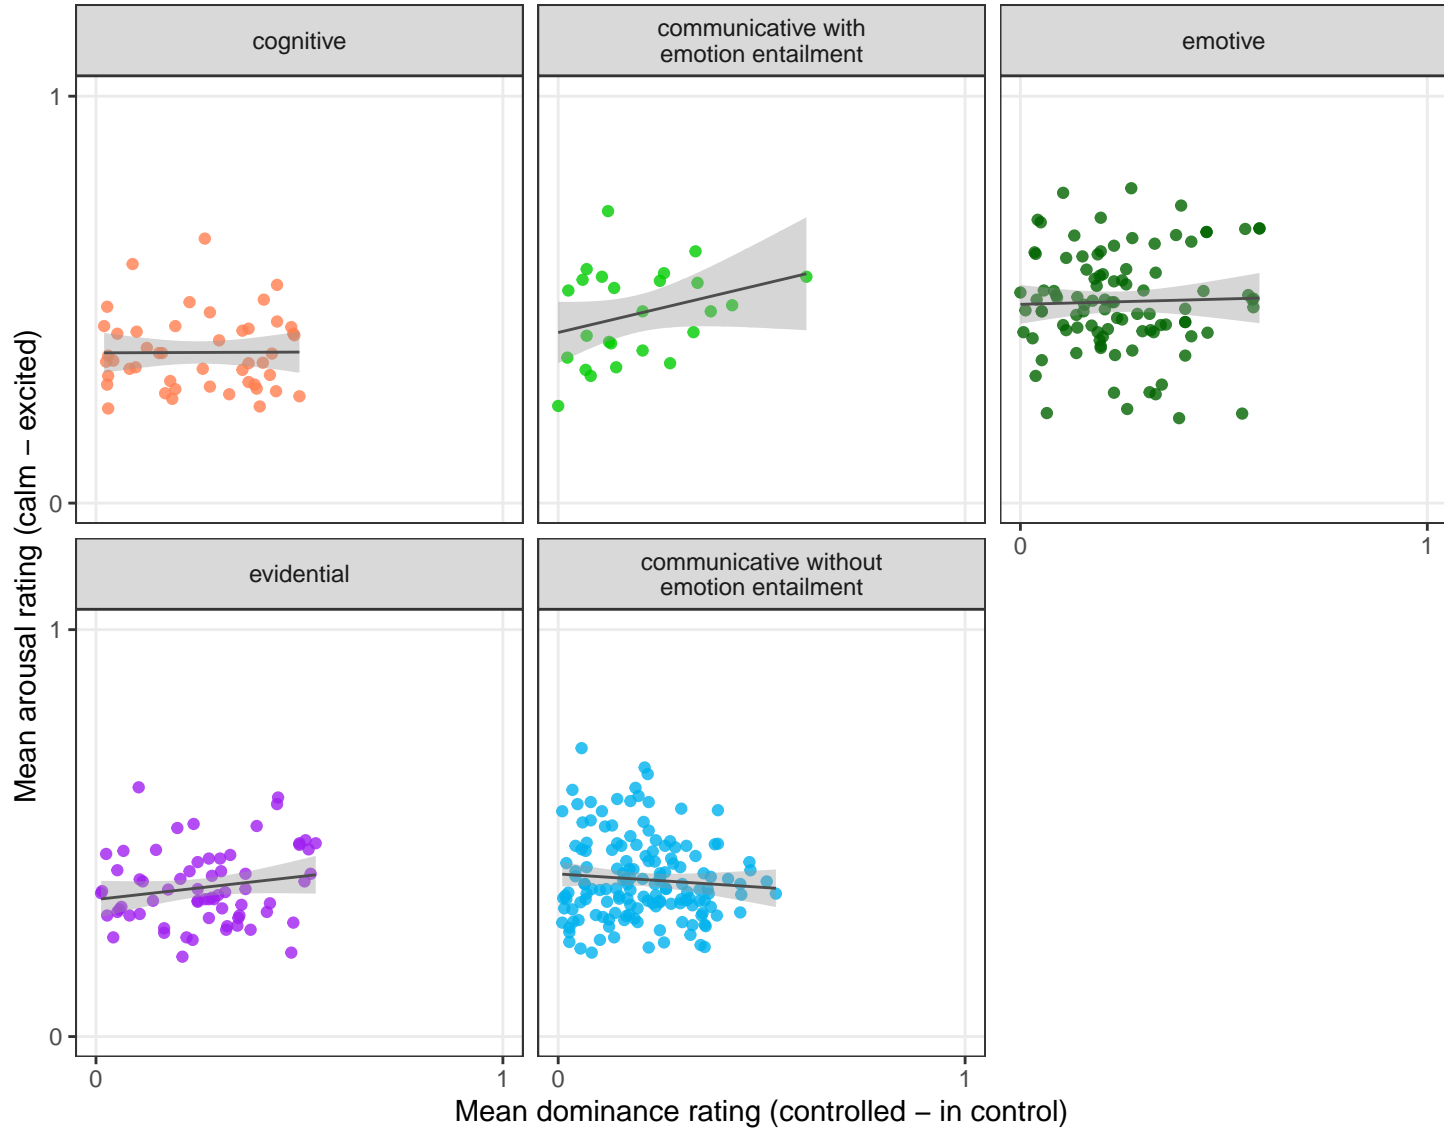 cognitive
communicative with
emotion entailment
emotive
1
0
0 1
evidential
communicative without
emotion entailment
1
0
0 1 0 1
Mean arousal rating (calm − excited)
Mean dominance rating (controlled − in control)